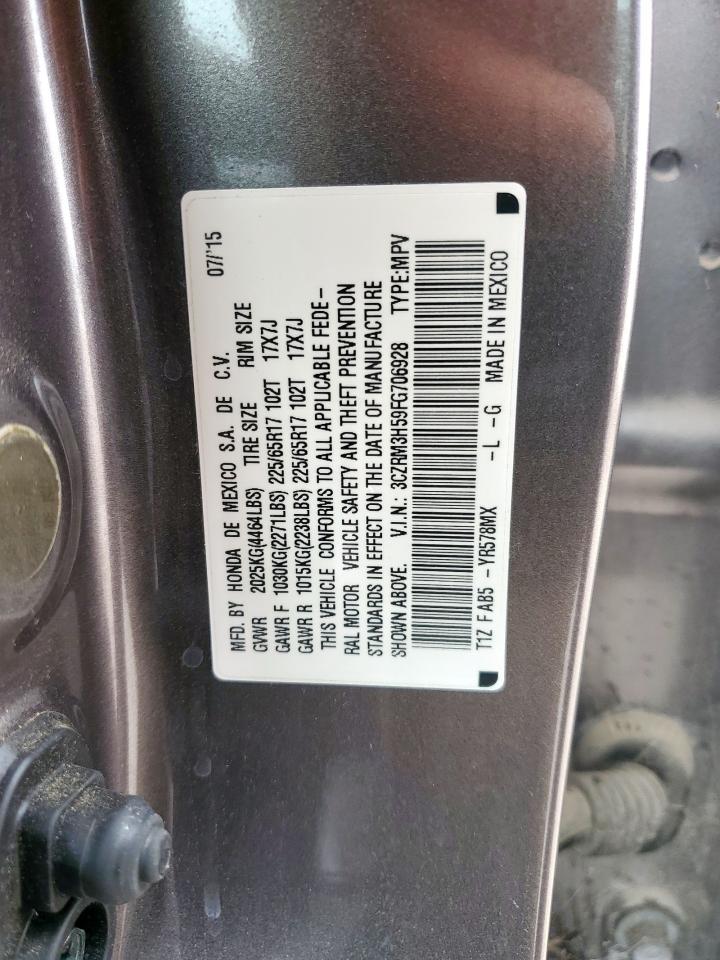 MFD. BY HONDA DE MEXICO S.A. DE C.V. 07/'15
GVWR 2025KG(4464LBS) TIRE SIZE RIM SIZE
GAWR F 1030KG(2271LBS) 225/65R17 102T 17X7J
GAWR R 1015KG(2238LBS) 225/65R17 102T 17X7J
THIS VEHICLE CONFORMS TO ALL APPLICABLE FEDE–
RAL MOTOR VEHICLE SAFETY AND THEFT PREVENTION
STANDARDS IN EFFECT ON THE DATE OF MANUFACTURE
SHOWN ABOVE. V.I.N.: 3CZRM3H59FG706928 TYPE:MPV
T1Z F AB5 -YR578MX -L -G MADE IN MEXICO